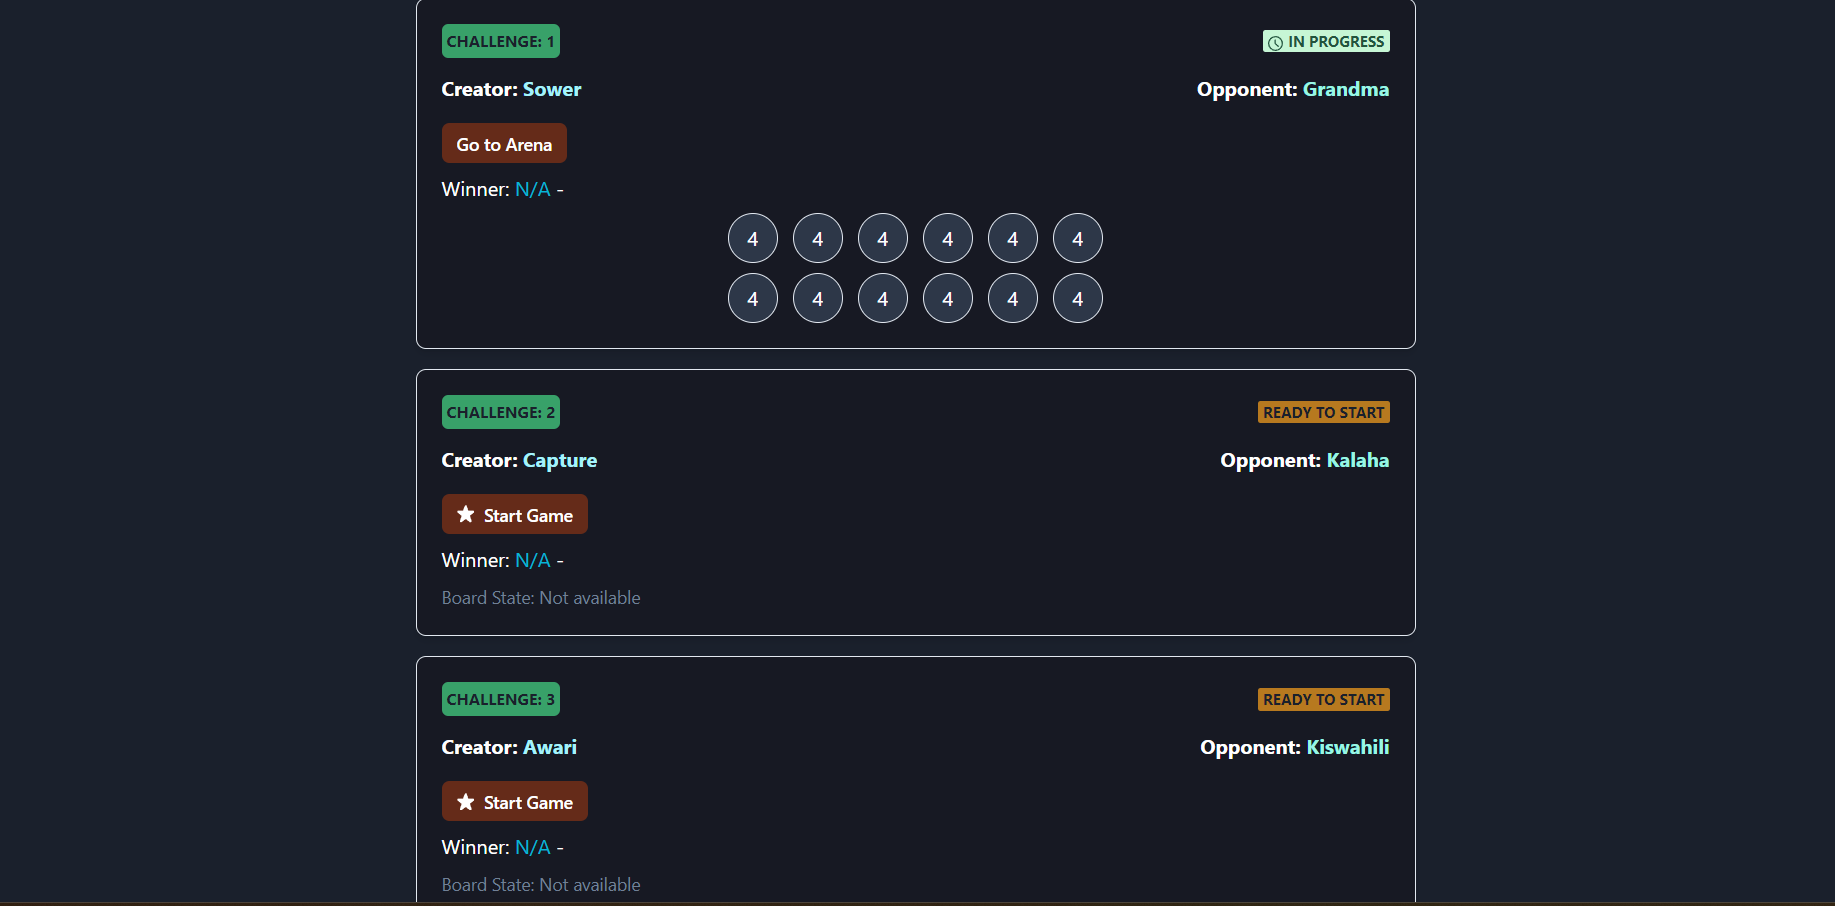 CHALLENGE: 1
IN PROGRESS
Creator: Sower
Opponent: Grandma
Go to Arena
Winner: N/A -
4 4 4 4 4 4
4 4 4 4 4 4
CHALLENGE: 2
READY TO START
Creator: Capture
Opponent: Kalaha
Start Game
Winner: N/A -
Board State: Not available
CHALLENGE: 3
READY TO START
Creator: Awari
Opponent: Kiswahili
Start Game
Winner: N/A -
Board State: Not available